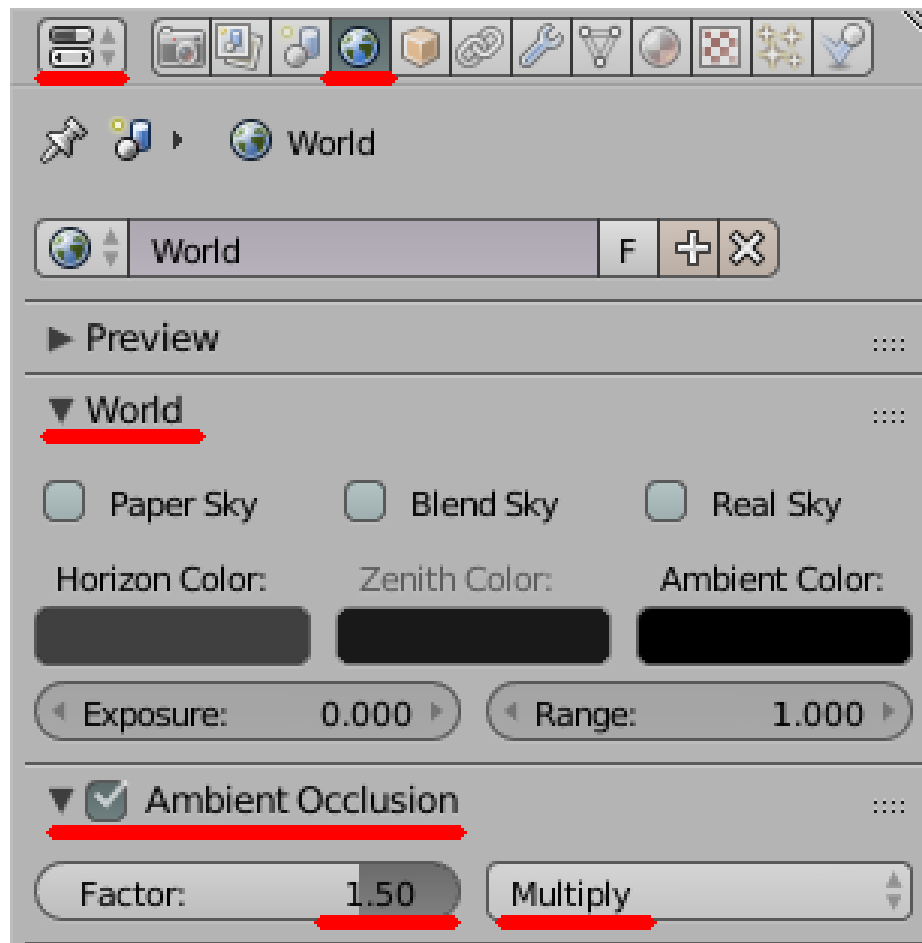 World
World F
Preview
World
Paper Sky Blend Sky Real Sky
Horizon Color: Zenith Color: Ambient Color:
Exposure: 0.000 Range: 1.000
Ambient Occlusion
Factor: 1.50 Multiply